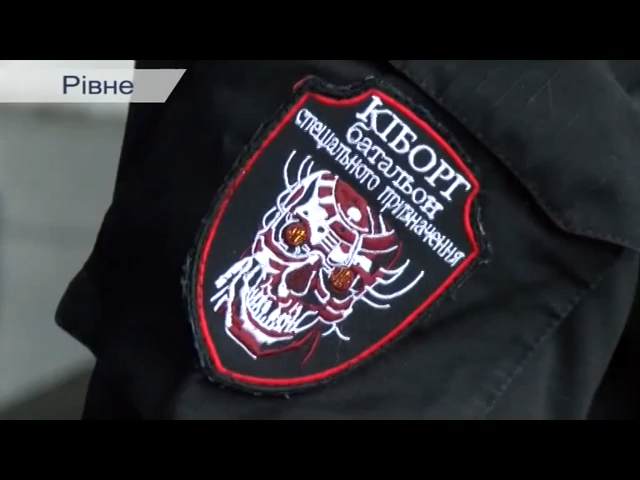 Рівне
КІБОРГ
батальон
спеціального призначення